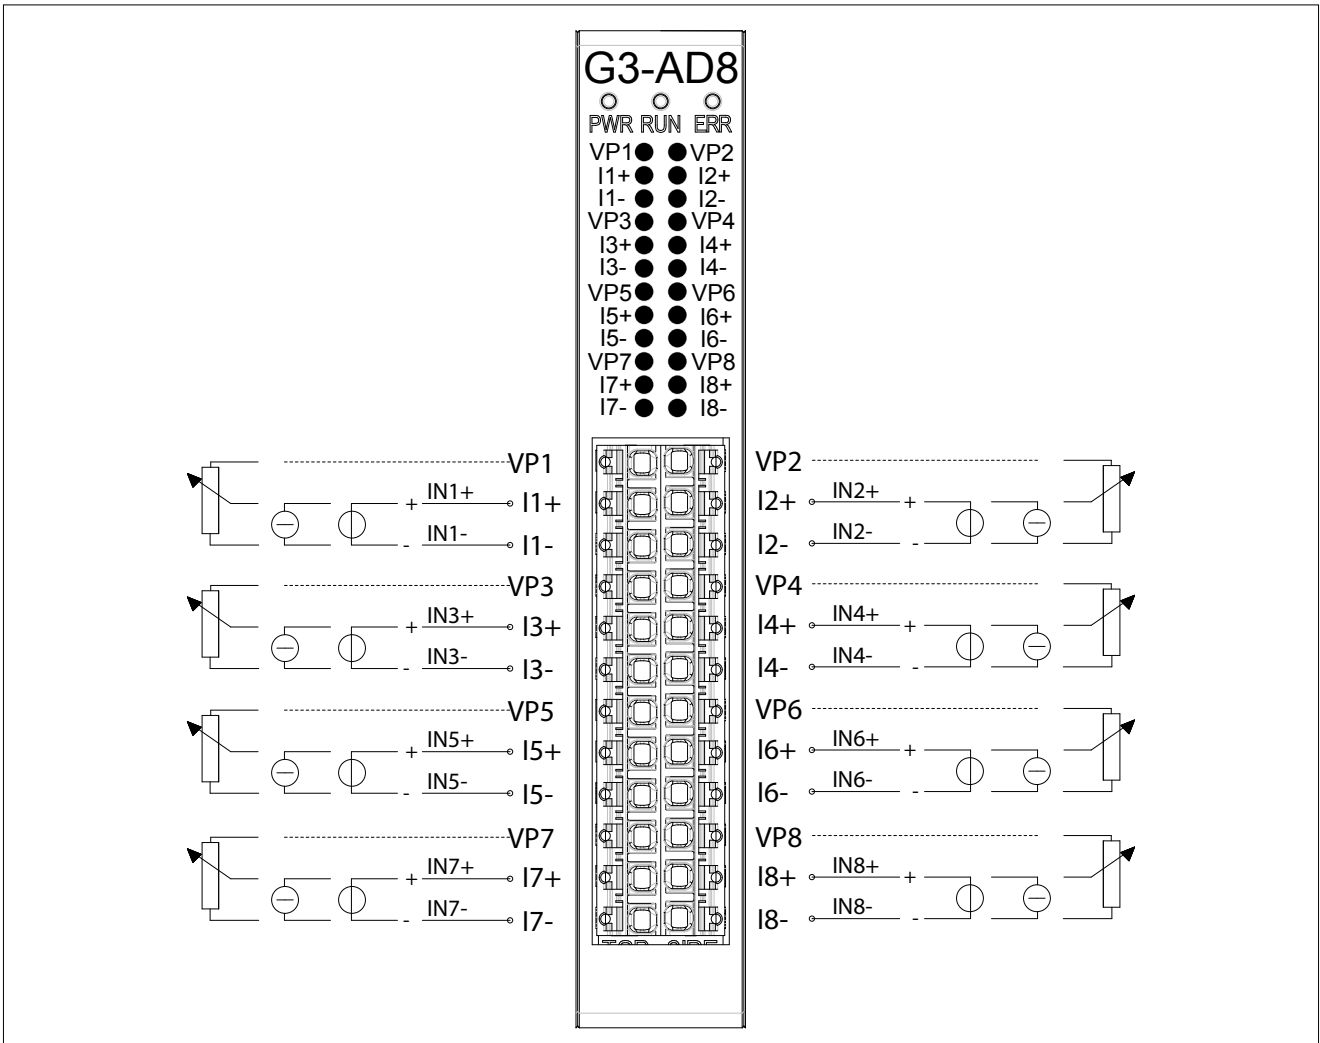 G3-AD8
PWR RUN ERR
VP1 VP2
I1+ I2+
I1- I2-
VP3 VP4
I3+ I4+
I3- I4-
VP5 VP6
I5+ I6+
I5- I6-
VP7 VP8
I7+ I8+
I7- I8-
VP1
+ IN1+ I1+
- IN1- I1-
VP3
+ IN3+ I3+
- IN3- I3-
VP5
+ IN5+ I5+
- IN5- I5-
VP7
+ IN7+ I7+
- IN7- I7-
VP2
I2+ IN2+ +
I2- IN2- -
VP4
I4+ IN4+ +
I4- IN4- -
VP6
I6+ IN6+ +
I6- IN6- -
VP8
I8+ IN8+ +
I8- IN8- -